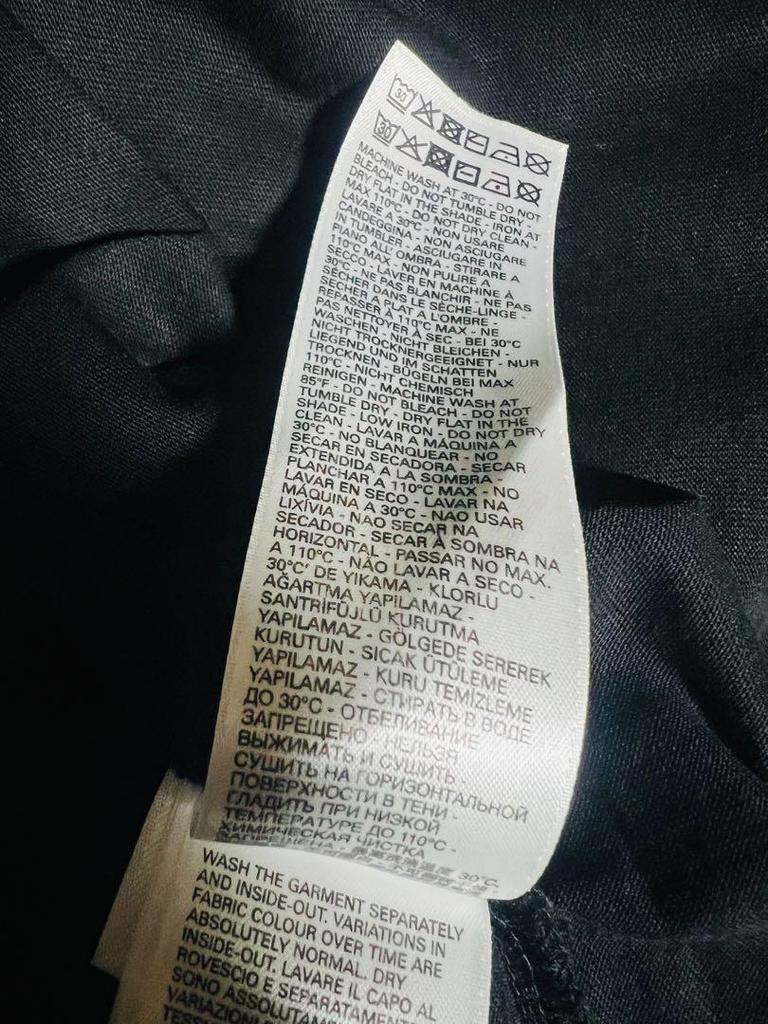 30
30
MACHINE WASH AT 30°C - DO NOT
BLEACH - DO NOT TUMBLE DRY -
DRY FLAT IN THE SHADE - IRON AT
MAX 110°C - DO NOT DRY CLEAN -
LAVARE A 30°C - NON USARE
CANDEGGINA - NON ASCIUGARE
IN TUMBLER - ASCIUGARE IN
PIANO ALL'OMBRA - STIRARE A
110°C MAX - NON PULIRE A
SECCO - LAVER EN MACHINE À
30°C - NE PAS BLANCHIR - NE PAS
SÉCHER DANS LE SÈCHE-LINGE -
SÉCHER À PLAT A L'OMBRE -
REPASSER À 110°C MAX - NE
PAS NETTOYER À SEC - BEI 30°C
WASCHEN - NICHT BLEICHEN -
NICHT TROCKNERGEEIGNET - NUR
LIEGEND UND IM SCHATTEN
TROCKNEN - BÜGELN BEI MAX
110°C - NICHT CHEMISCH
REINIGEN - MACHINE WASH AT
85°F - DO NOT BLEACH - DO NOT
TUMBLE DRY - DRY FLAT IN THE
SHADE - LOW IRON - DO NOT DRY
CLEAN - LAVAR A MÁQUINA A
30°C - NO BLANQUEAR - NO
SECAR EN SECADORA - SECAR
EXTENDIDA A LA SOMBRA -
PLANCHAR A 110°C MAX - NO
LAVAR EN SECO - LAVAR NA
MÁQUINA A 30°C - NÃO USAR
LIXÍVIA - NÃO SECAR NA
SECADOR - SECAR À SOMBRA NA
HORIZONTAL - PASSAR NO MAX.
A 110°C - NÃO LAVAR A SECO -
30°C' DE YIKAMA - KLORLU
AĞARTMA YAPILAMAZ -
SANTRİFÜJLÜ KURUTMA
YAPILAMAZ - GÖLGEDE SEREREK
KURUTUN - SICAK ÜTÜLEME
YAPILAMAZ - KURU TEMİZLEME
YAPILAMAZ - СТИРАТЬ В ВОДЕ
ДО 30°C - ОТБЕЛИВАНИЕ
ЗАПРЕЩЕНО - НЕЛЬЗЯ
ВЫЖИМАТЬ И СУШИТЬ
СУШИТЬ НА ГОРИЗОНТАЛЬНОЙ
ПОВЕРХНОСТИ В ТЕНИ -
ГЛАДИТЬ ПРИ НИЗКОЙ
ТЕМПЕРАТУРЕ ДО 110°C -
ХИМИЧЕСКАЯ ЧИСТКА
ЗАПРЕЩЕНА - 30°C.
WASH THE GARMENT SEPARATELY
AND INSIDE-OUT. VARIATIONS IN
FABRIC COLOUR OVER TIME ARE
ABSOLUTELY NORMAL. DRY
INSIDE-OUT. LAVARE IL CAPO AL
ROVESCIO E SEPARATAMENTE
SONO ASSOLUTAM
VARIAZIONI